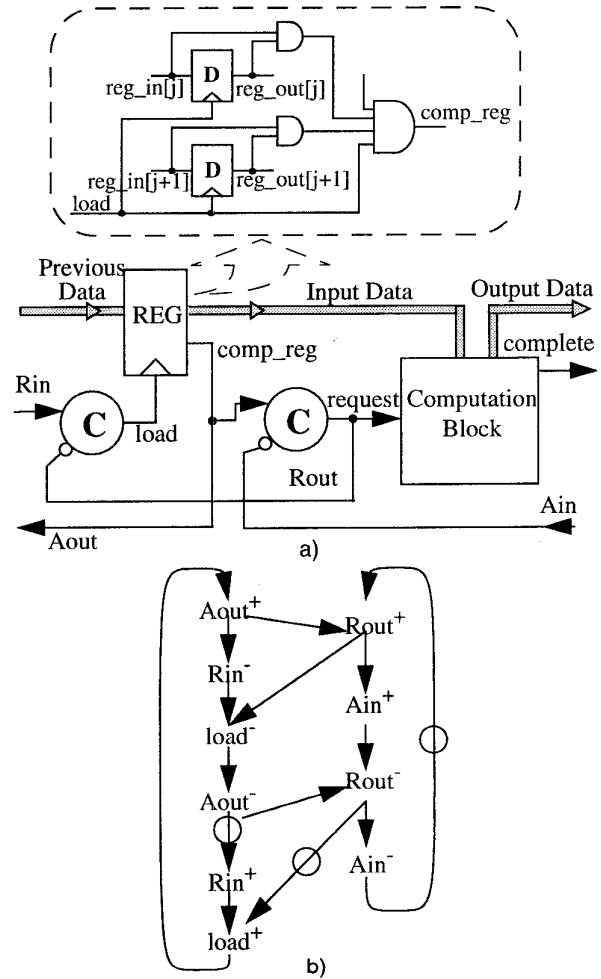 D
reg_in[j]
reg_out[j]
comp_reg
D
reg_in[j+1]
reg_out[j+1]
load
Previous
Data
REG
Input Data
Output Data
comp_reg
complete
Rin
C
load
C
request
Computation
Block
Rout
Aout
Ain
a)
Aout+
Rout+
Rin-
Ain+
load-
Aout-
Rout-
Rin+
Ain-
load+
b)